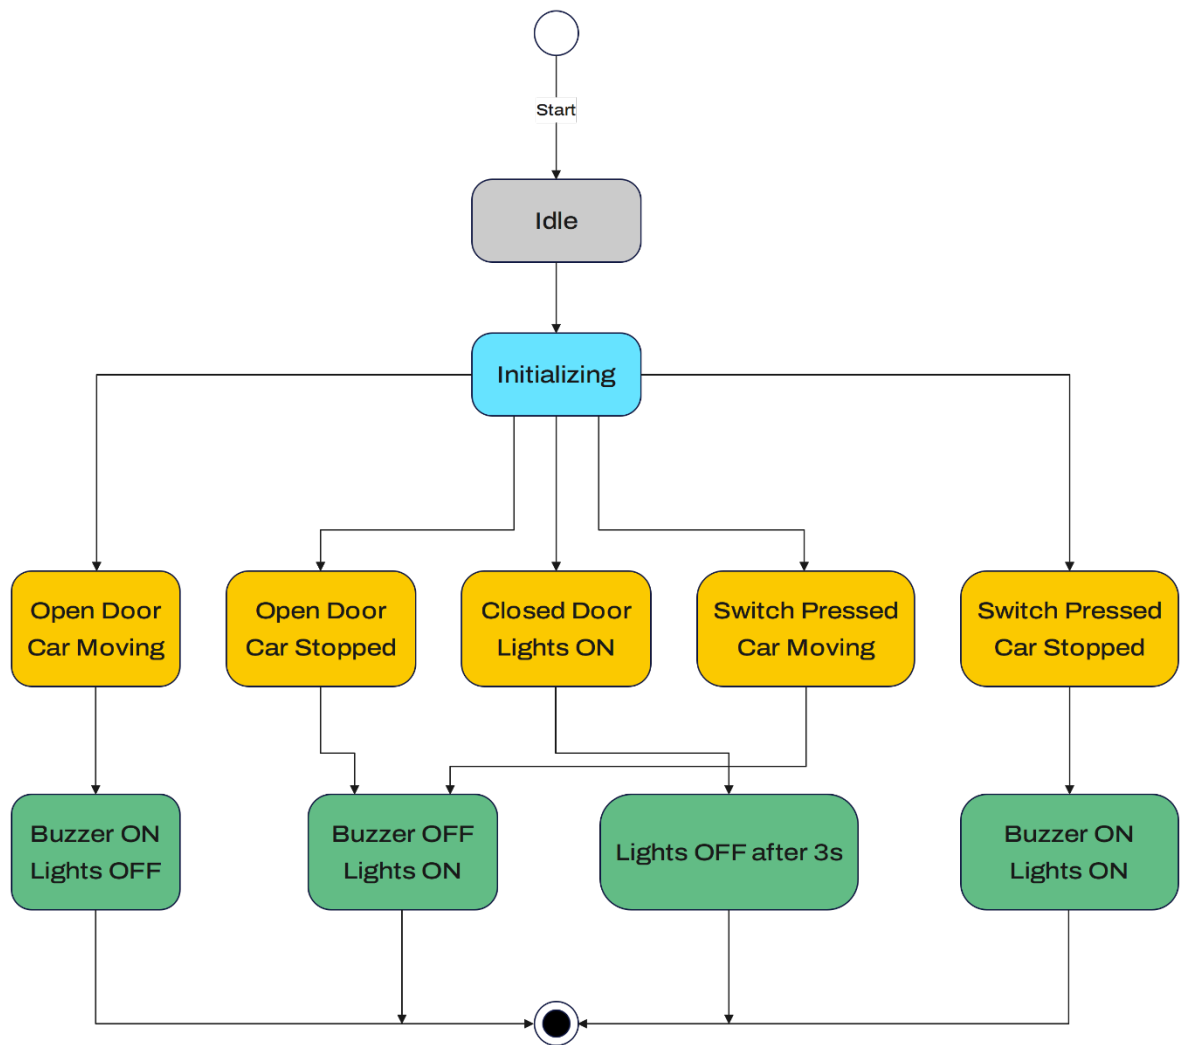 Start
Idle
Initializing
Open Door
Car Moving
Open Door
Car Stopped
Closed Door
Lights ON
Switch Pressed
Car Moving
Switch Pressed
Car Stopped
Buzzer ON
Lights OFF
Buzzer OFF
Lights ON
Lights OFF after 3s
Buzzer ON
Lights ON